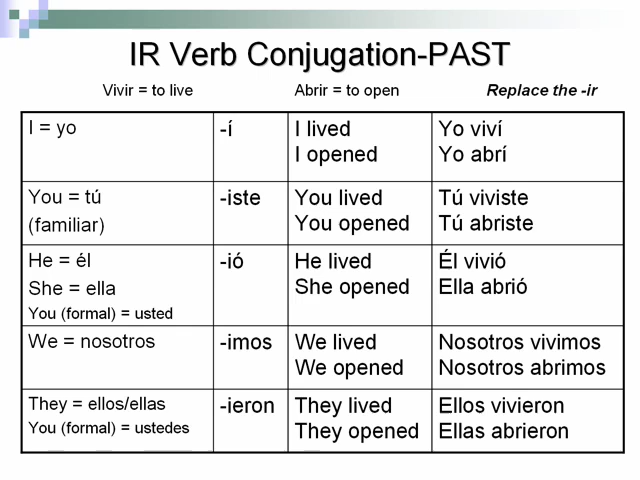 IR Verb Conjugation-PAST
Vivir = to live Abrir = to open Replace the -ir
I = yo
-í
I lived
I opened
Yo viví
Yo abrí
You = tú
(familiar)
-iste
You lived
You opened
Tú viviste
Tú abriste
He = él
She = ella
You (formal) = usted
-ió
He lived
She opened
Él vivió
Ella abrió
We = nosotros
-imos
We lived
We opened
Nosotros vivimos
Nosotros abrimos
They = ellos/ellas
You (formal) = ustedes
-ieron
They lived
They opened
Ellos vivieron
Ellas abrieron